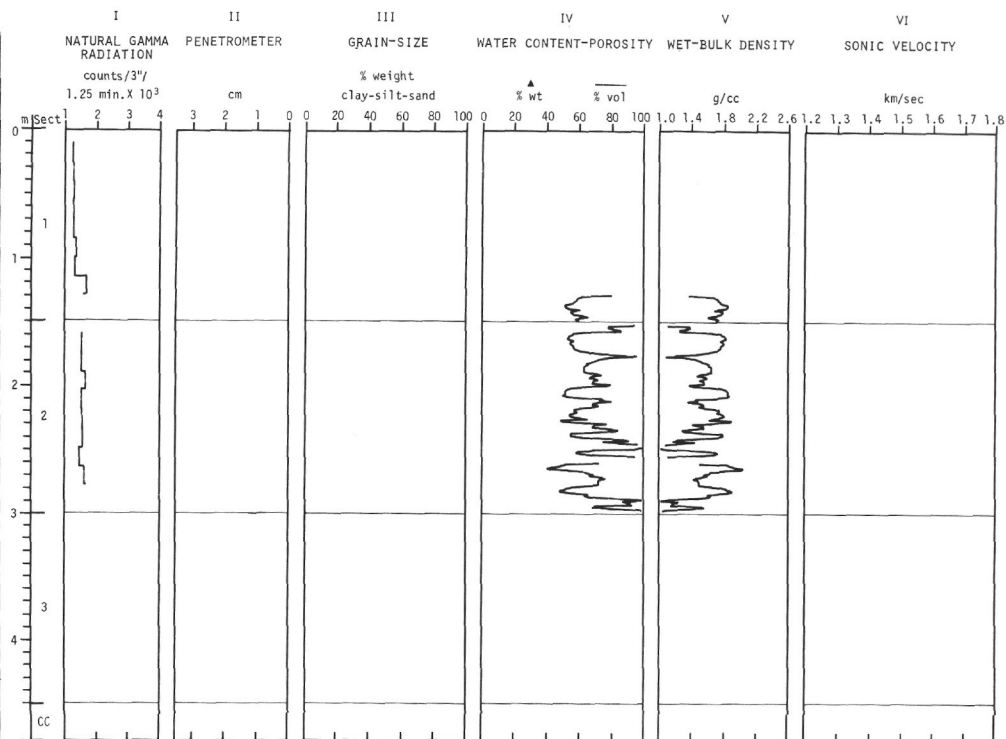 I II III IV V VI
NATURAL GAMMA PENETROMETER GRAIN-SIZE WATER CONTENT-POROSITY WET-BULK DENSITY SONIC VELOCITY
RADIATION
counts/3"/ % weight ▲
1.25 min.X 10³ cm clay-silt-sand % wt % vol g/cc km/sec
m Sect 1 2 3 4 3 2 1 0 0 20 40 60 80 100 0 20 40 60 80 100 1.0 1.4 1.8 2.2 2.6 1.2 1.3 1.4 1.5 1.6 1.7 1.8
0
1
1
2
2
3
3
4
CC